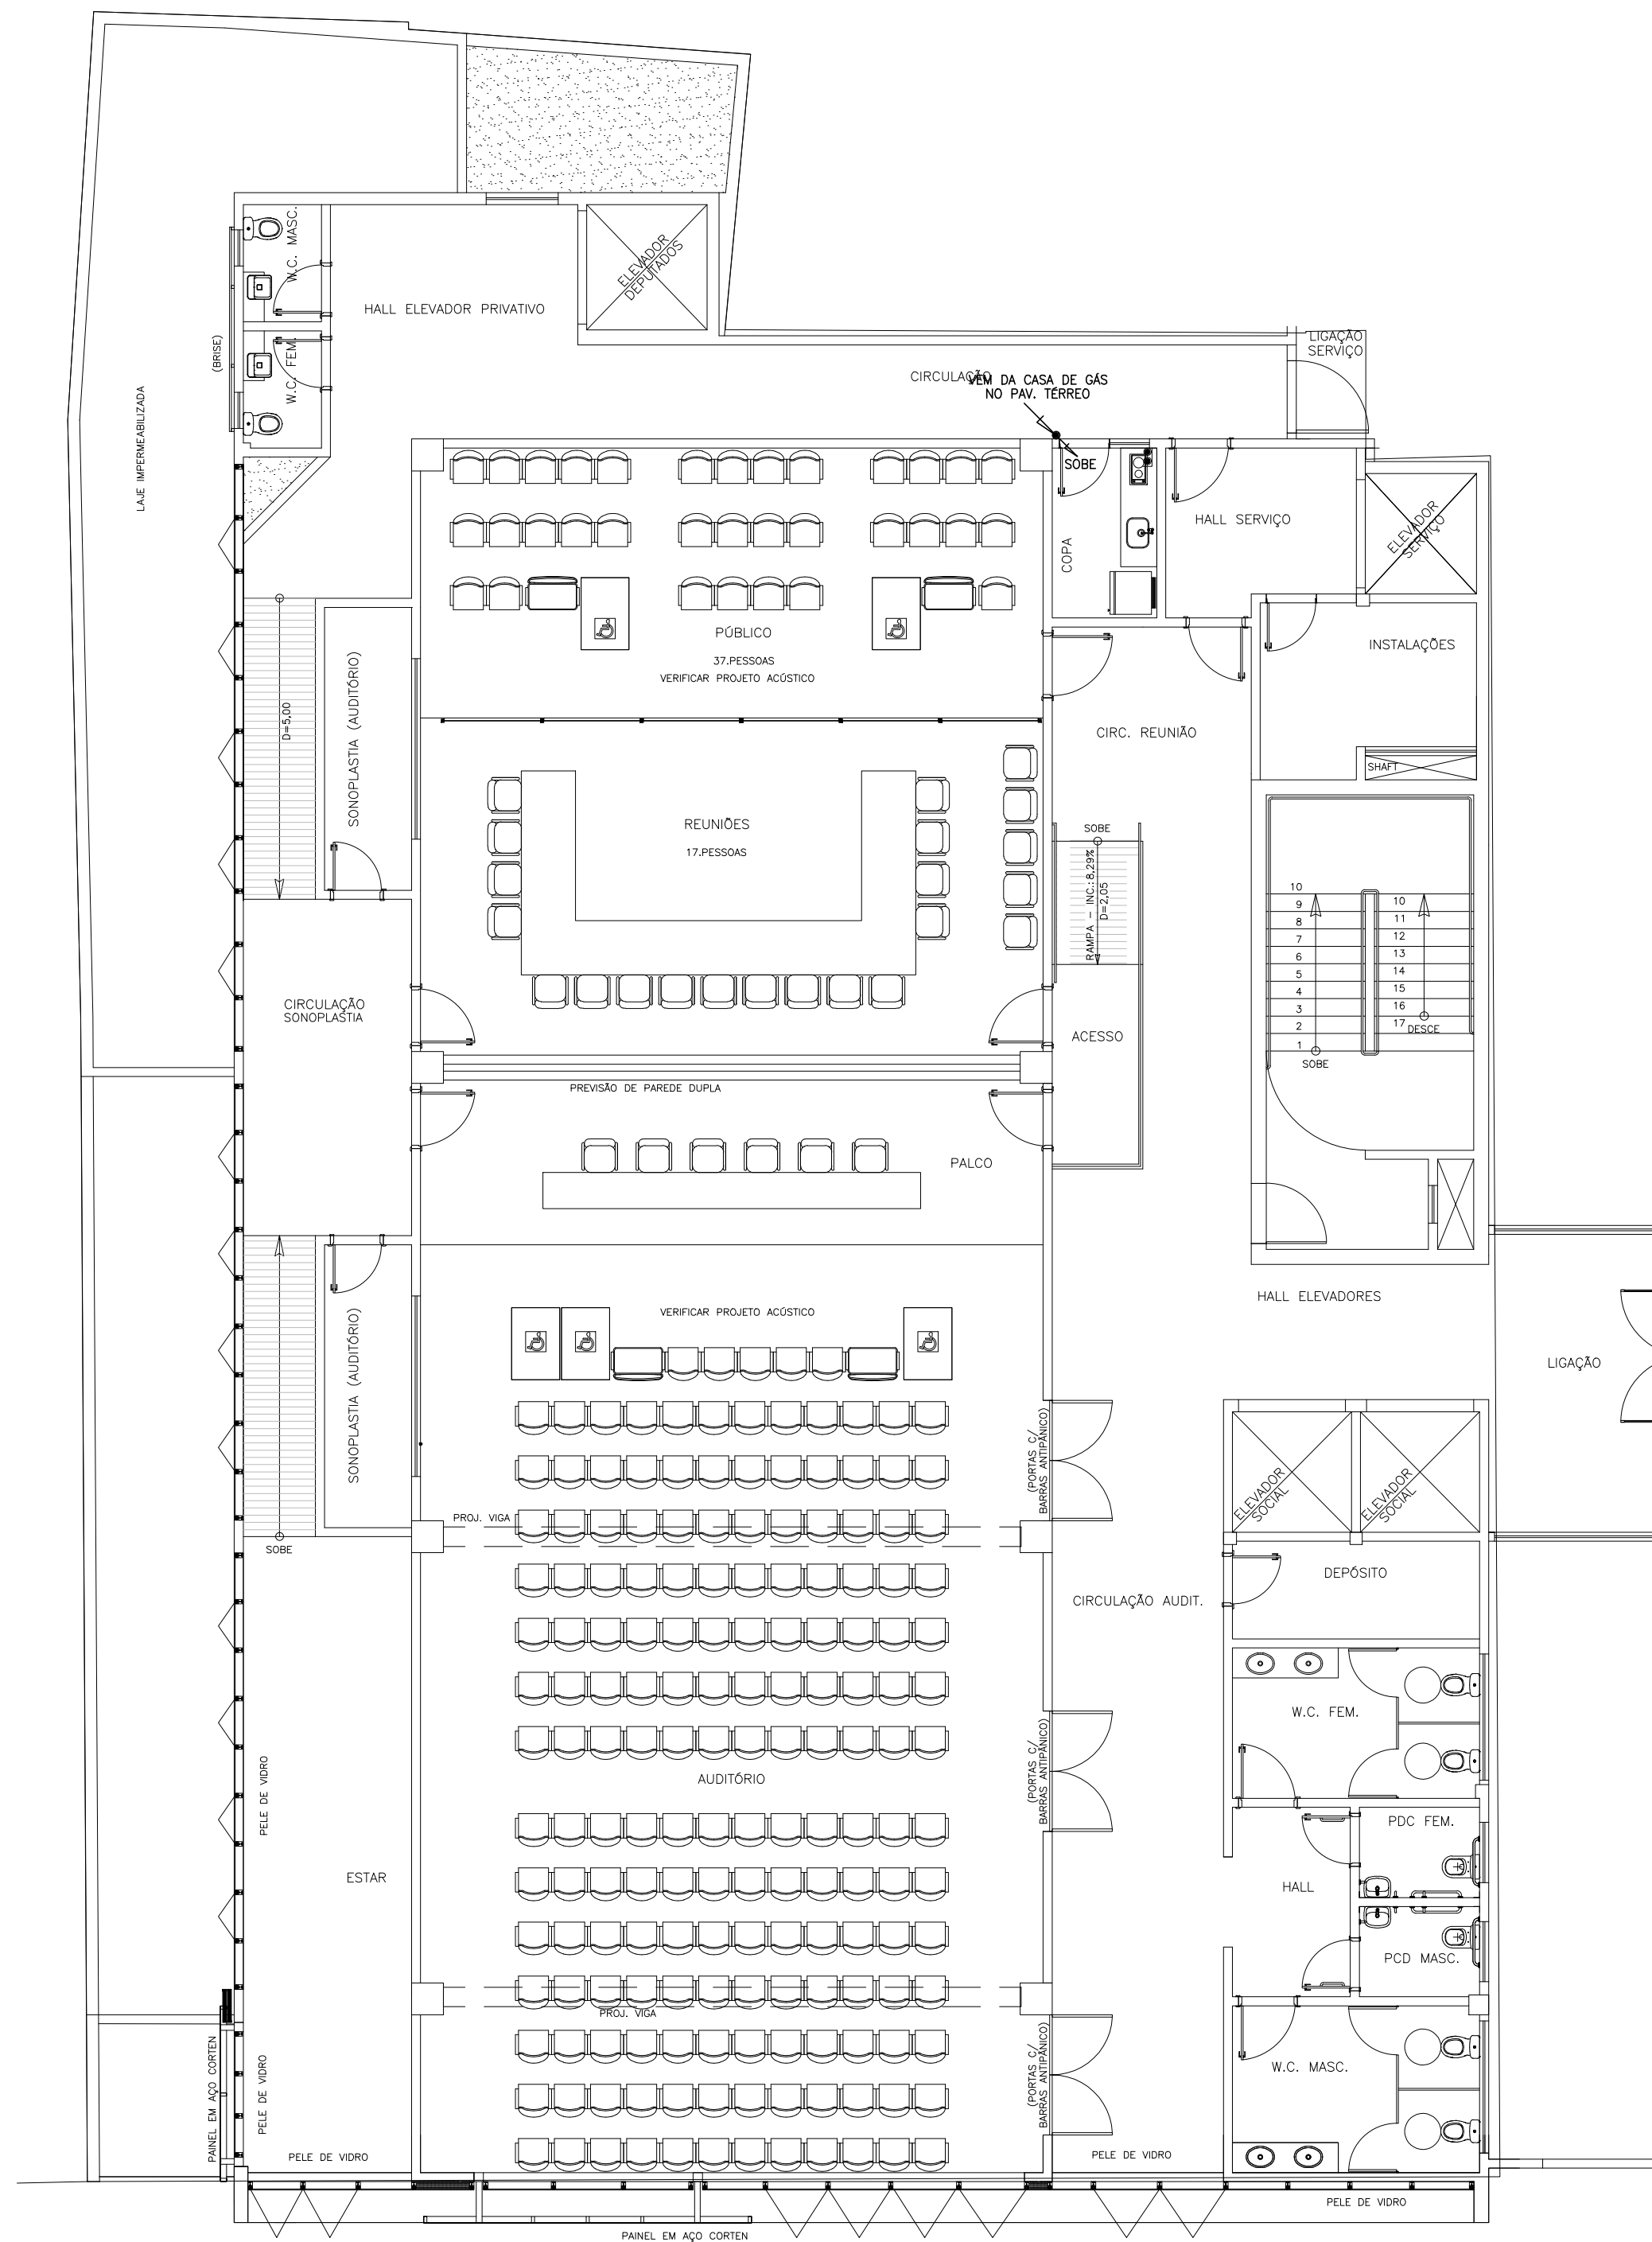 W.C. MASC.
ELEVADOR
DEPUTADOS
HALL ELEVADOR PRIVATIVO
(BRISE)
W.C. FEM.
LIGAÇÃO
SERVIÇO
CIRCULAÇÃO
VEM DA CASA DE GÁS
NO PAV. TÉRREO
LAJE IMPERMEABILIZADA
SOBE
COPA
HALL SERVIÇO
ELEVADOR
SERVIÇO
PÚBLICO
37.PESSOAS
VERIFICAR PROJETO ACÚSTICO
INSTALAÇÕES
D=5,00
SONOPLASTIA (AUDITÓRIO)
CIRC. REUNIÃO
SHAFT
REUNIÕES
17.PESSOAS
SOBE
RAMPA – INC.:8,29%
D=2,05
10
9
8
7
6
5
4
3
2
1
SOBE
10
11
12
13
14
15
16
17
DESCE
CIRCULAÇÃO
SONOPLASTIA
ACESSO
PREVISÃO DE PAREDE DUPLA
PALCO
HALL ELEVADORES
VERIFICAR PROJETO ACÚSTICO
LIGAÇÃO
SONOPLASTIA (AUDITÓRIO)
(PORTAS C/
BARRAS ANTIPÂNICO)
ELEVADOR
SOCIAL
ELEVADOR
SOCIAL
PROJ. VIGA
SOBE
DEPÓSITO
CIRCULAÇÃO AUDIT.
W.C. FEM.
AUDITÓRIO
(PORTAS C/
BARRAS ANTIPÂNICO)
PELE DE VIDRO
PDC FEM.
ESTAR
HALL
PCD MASC.
PROJ. VIGA
W.C. MASC.
(PORTAS C/
BARRAS ANTIPÂNICO)
PAINEL EM AÇO CORTEN
PELE DE VIDRO
PELE DE VIDRO
PELE DE VIDRO
PELE DE VIDRO
PAINEL EM AÇO CORTEN